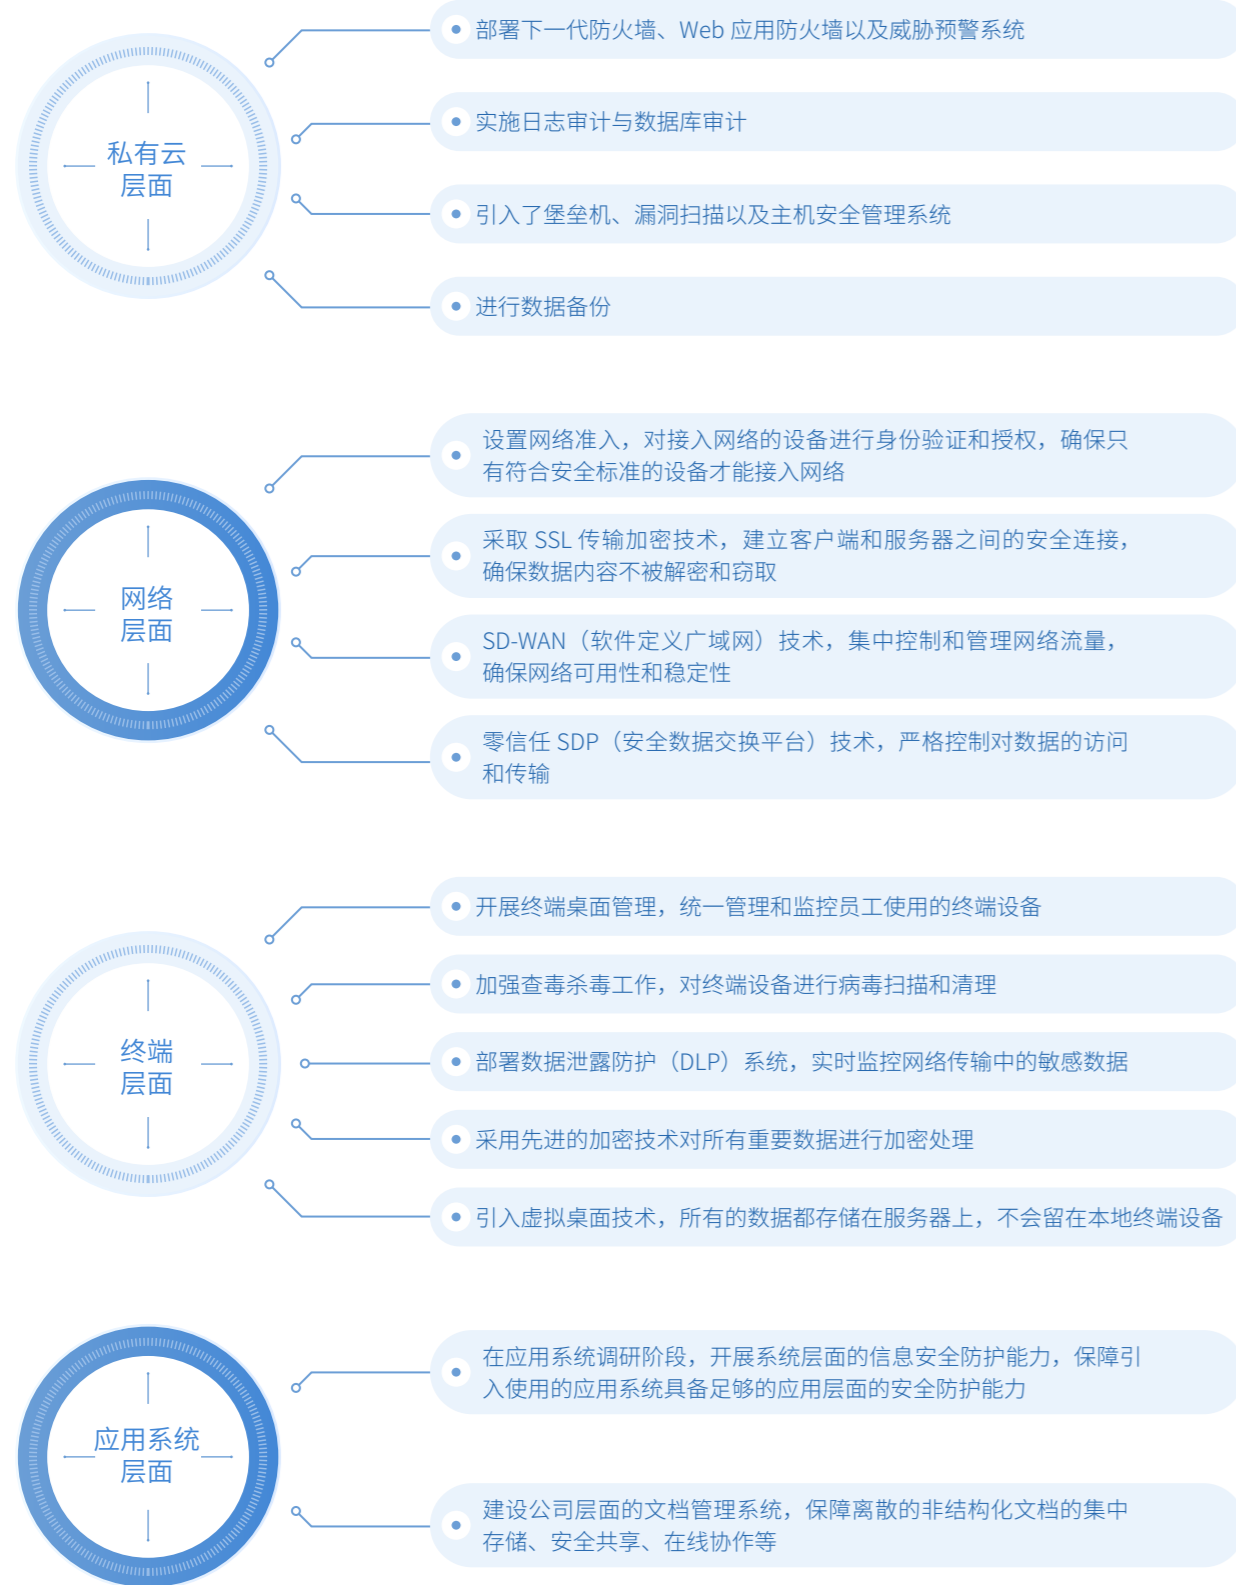 私有云
层面
部署下一代防火墙、Web 应用防火墙以及威胁预警系统
实施日志审计与数据库审计
引入了堡垒机、漏洞扫描以及主机安全管理系统
进行数据备份
网络
层面
设置网络准入，对接入网络的设备进行身份验证和授权，确保只
有符合安全标准的设备才能接入网络
采取 SSL 传输加密技术，建立客户端和服务器之间的安全连接，
确保数据内容不被解密和窃取
SD-WAN（软件定义广域网）技术，集中控制和管理网络流量，
确保网络可用性和稳定性
零信任 SDP（安全数据交换平台）技术，严格控制对数据的访问
和传输
终端
层面
开展终端桌面管理，统一管理和监控员工使用的终端设备
加强查毒杀毒工作，对终端设备进行病毒扫描和清理
部署数据泄露防护（DLP）系统，实时监控网络传输中的敏感数据
采用先进的加密技术对所有重要数据进行加密处理
引入虚拟桌面技术，所有的数据都存储在服务器上，不会留在本地终端设备
应用系统
层面
在应用系统调研阶段，开展系统层面的信息安全防护能力，保障引
入使用的应用系统具备足够的应用层面的安全防护能力
建设公司层面的文档管理系统，保障离散的非结构化文档的集中
存储、安全共享、在线协作等